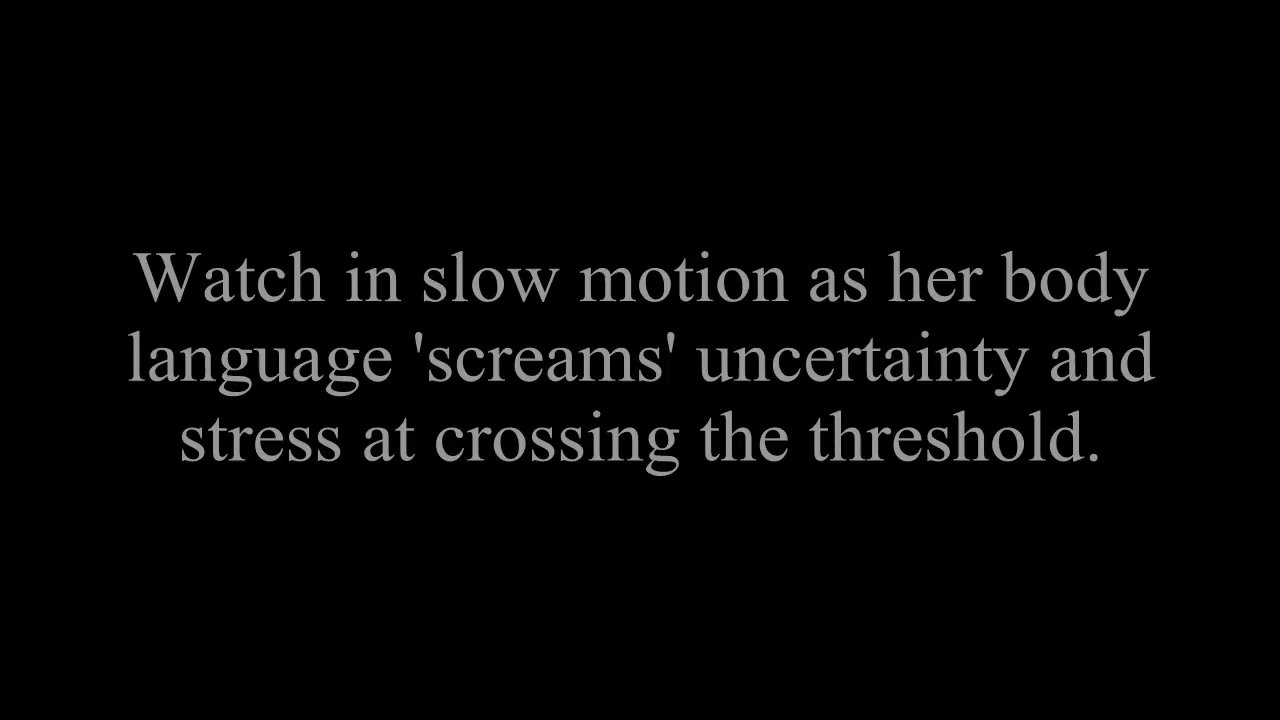 Watch in slow motion as her body
language 'screams' uncertainty and
stress at crossing the threshold.